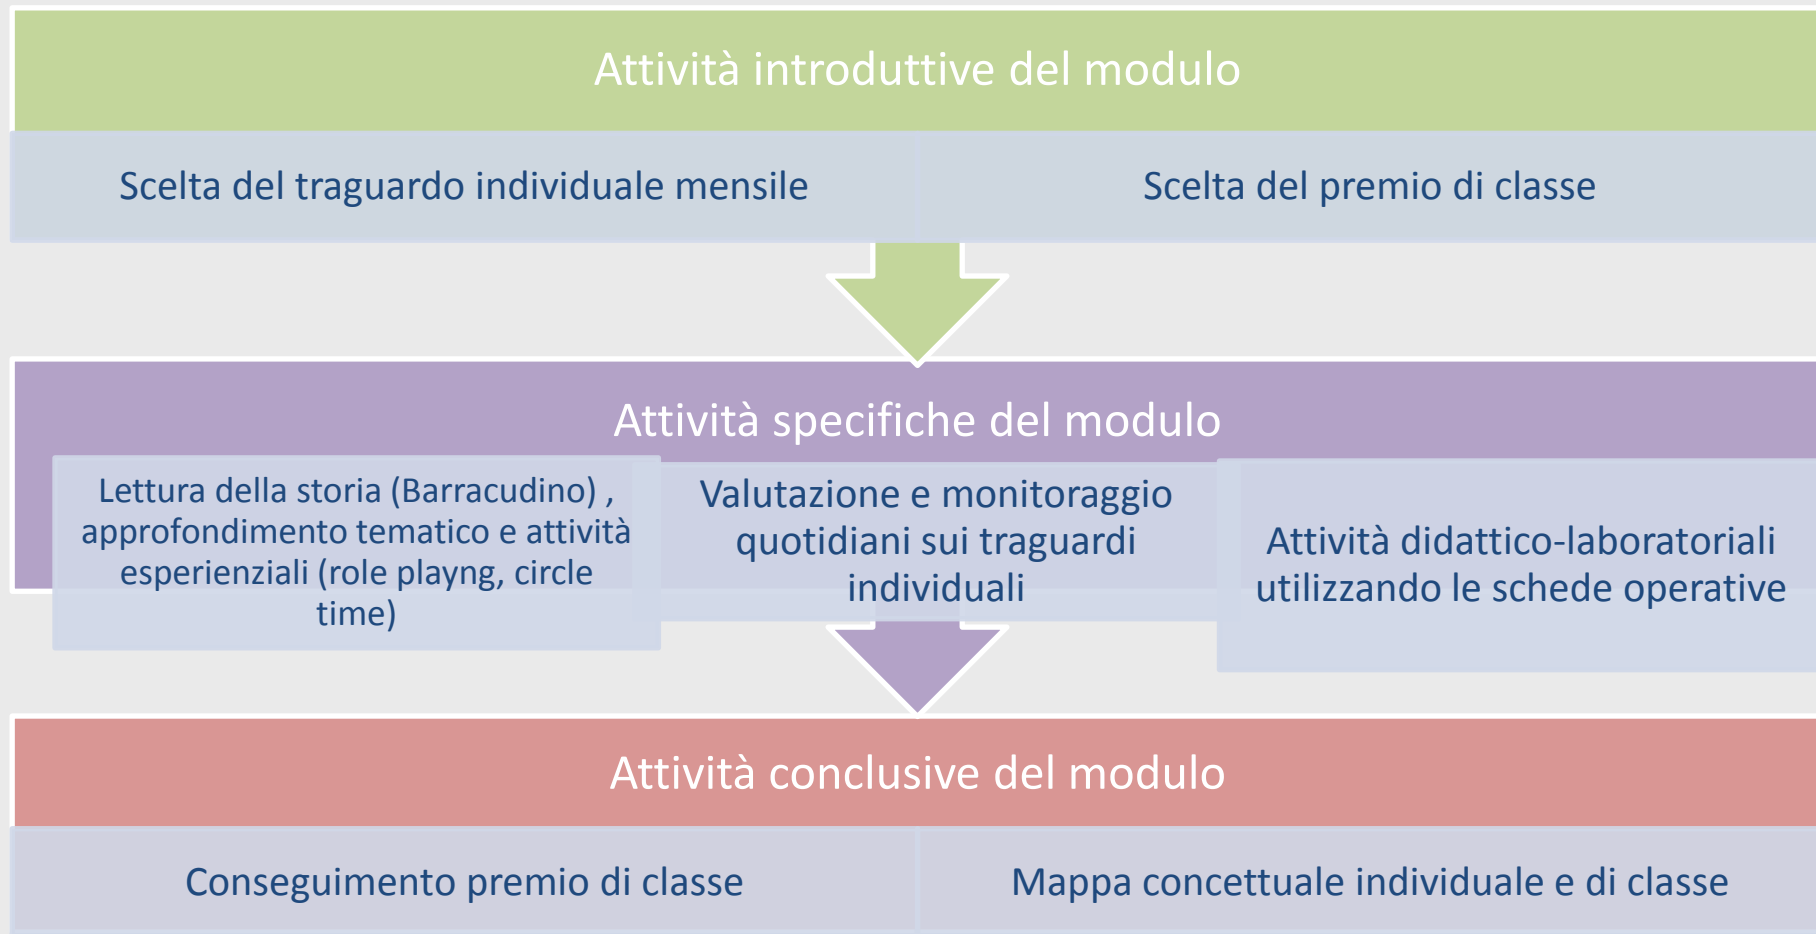 Attività introduttive del modulo
Scelta del traguardo individuale mensile
Scelta del premio di classe
Attività specifiche del modulo
Lettura della storia (Barracudino) ,
approfondimento tematico e attività
esperienziali (role playng, circle
time)
Valutazione e monitoraggio
quotidiani sui traguardi
individuali
Attività didattico-laboratoriali
utilizzando le schede operative
Attività conclusive del modulo
Conseguimento premio di classe
Mappa concettuale individuale e di classe